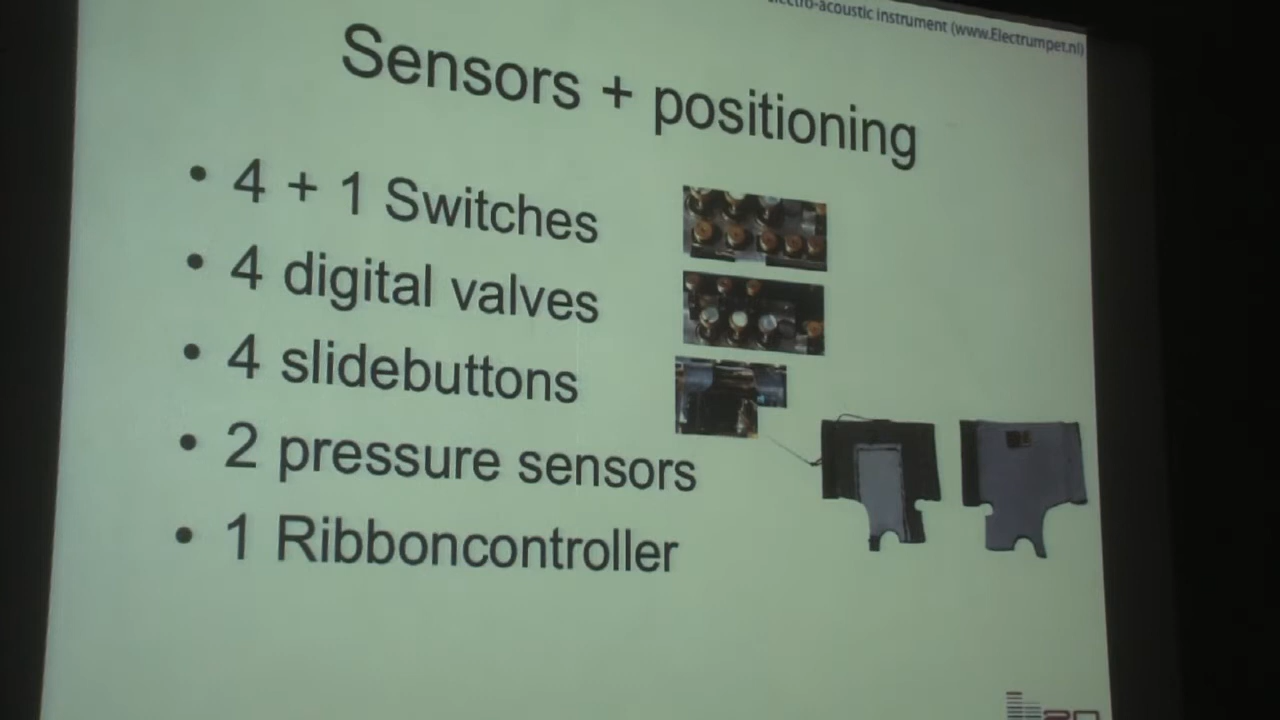 electro-acoustic instrument (www.Electrumpet.nl)
Sensors + positioning
• 4 + 1 Switches
• 4 digital valves
• 4 slidebuttons
• 2 pressure sensors
• 1 Ribboncontroller